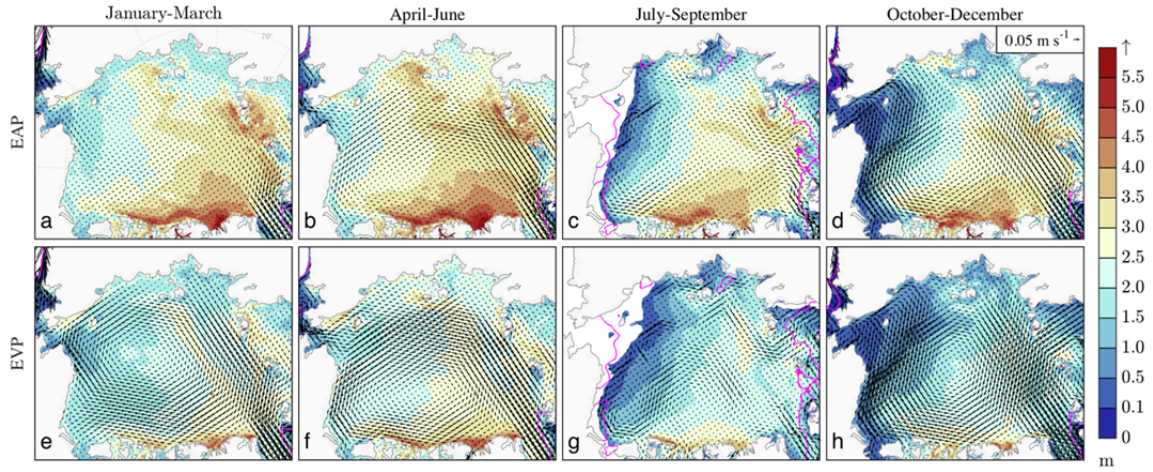 January-March
April-June
July-September
October-December
0.05 m s⁻¹
70°
EAP
a
b
c
d
EVP
e
f
g
h
5.5
5.0
4.5
4.0
3.5
3.0
2.5
2.0
1.5
1.0
0.5
0.1
0
m